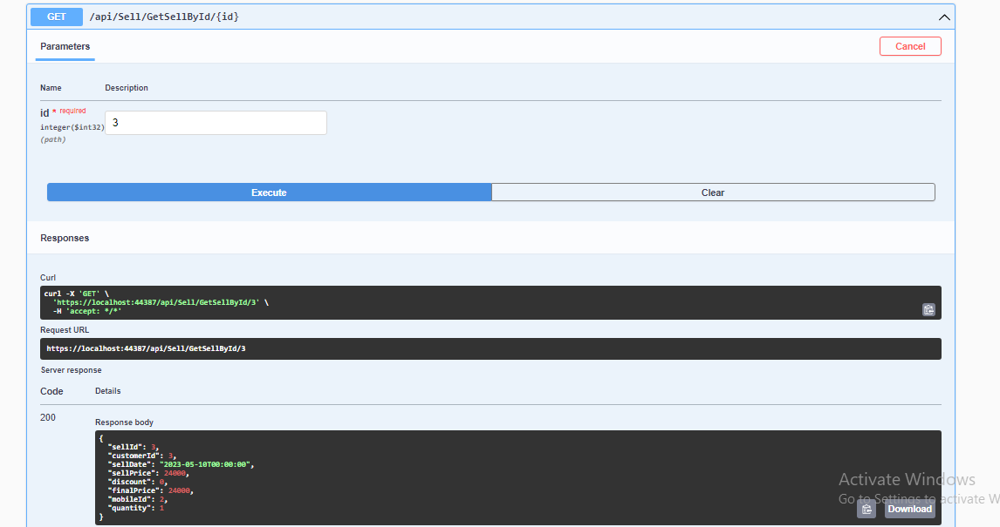 GET /api/Sell/GetSellById/{id}
Parameters
Cancel
Name Description
id * required
integer($int32)
(path)
3
Execute
Clear
Responses
Curl
curl -X 'GET' \
'https://localhost:44387/api/Sell/GetSellById/3' \
-H 'accept: */*'
Request URL
https://localhost:44387/api/Sell/GetSellById/3
Server response
Code Details
200
Response body
{
"sellId": 3,
"customerId": 3,
"sellDate": "2023-05-10T00:00:00",
"sellPrice": 24000,
"discount": 0,
"finalPrice": 24000,
"mobileId": 2,
"quantity": 1
}
Download
Activate Windows
Go to Settings to activate W